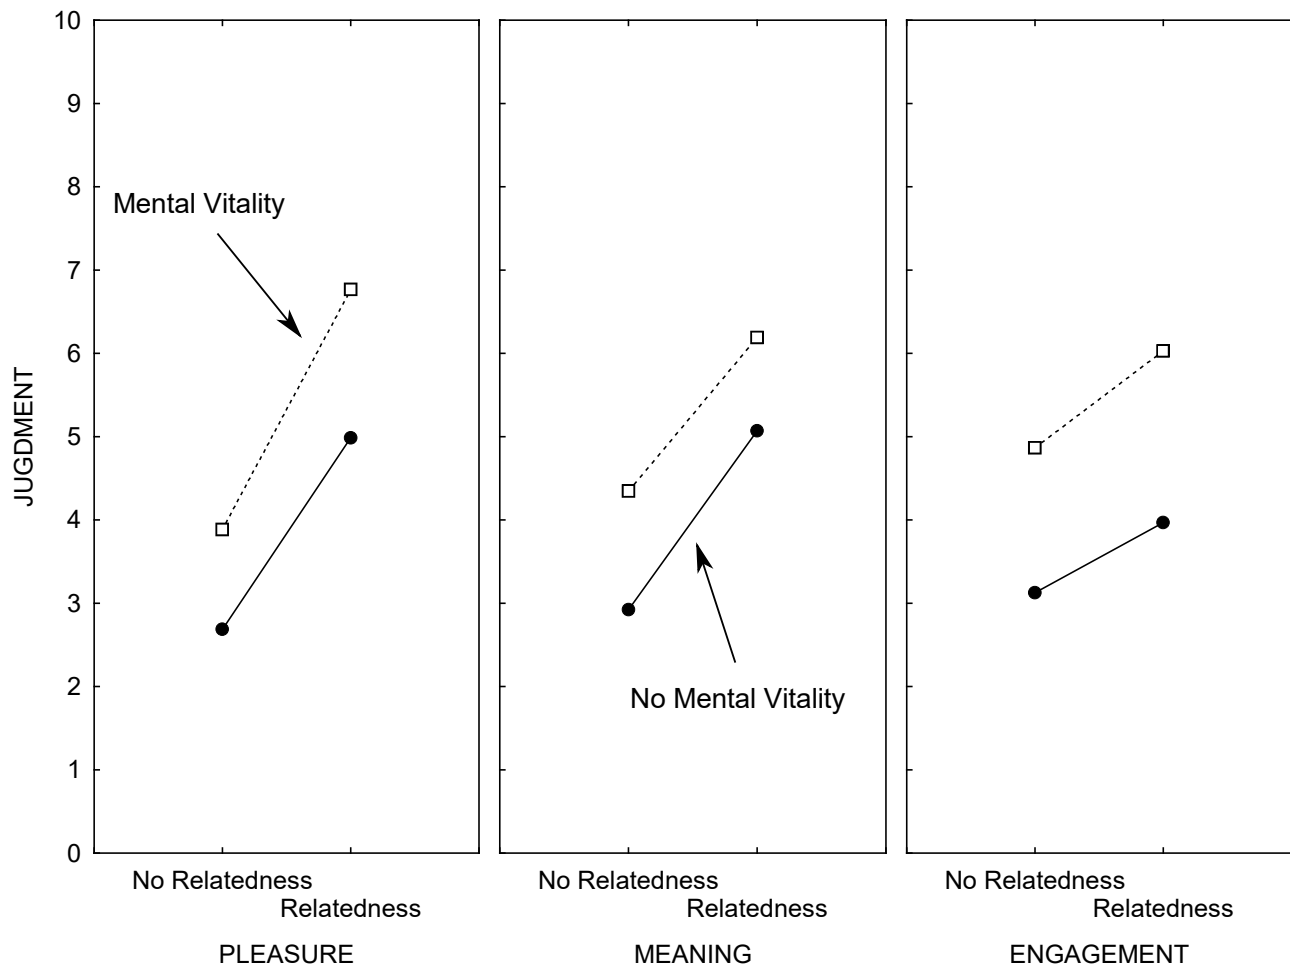 10
9
8
7
6
5
4
3
2
1
0
JUGDMENT
Mental Vitality
No Mental Vitality
No Relatedness
Relatedness
PLEASURE
No Relatedness
Relatedness
MEANING
No Relatedness
Relatedness
ENGAGEMENT